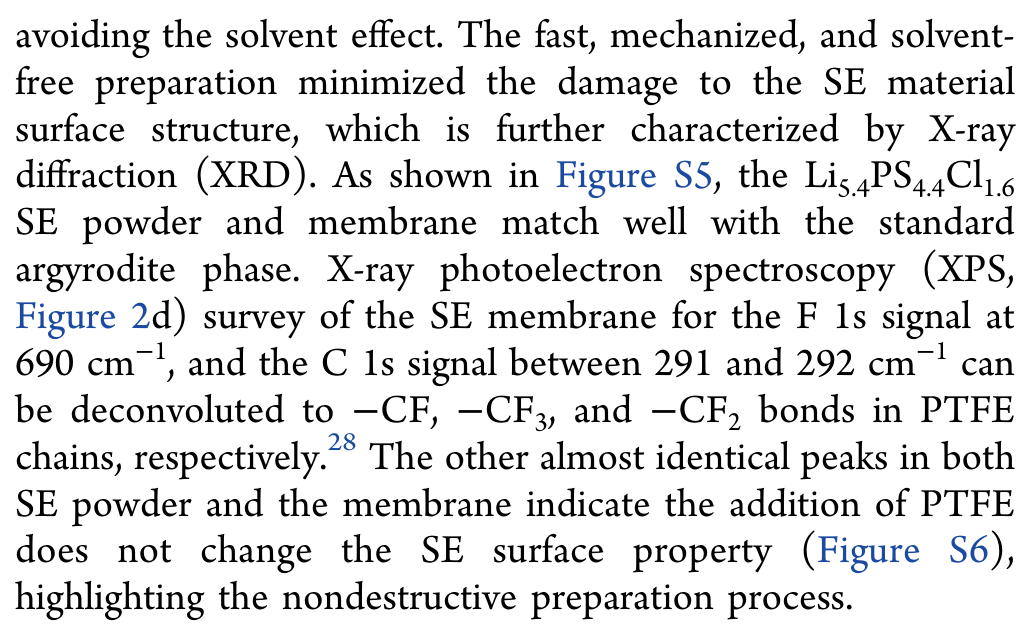 avoiding the solvent effect. The fast, mechanized, and solvent-
free preparation minimized the damage to the SE material
surface structure, which is further characterized by X-ray
diffraction (XRD). As shown in Figure S5, the Li₅.₄PS₄.₄Cl₁.₆
SE powder and membrane match well with the standard
argyrodite phase. X-ray photoelectron spectroscopy (XPS,
Figure 2d) survey of the SE membrane for the F 1s signal at
690 cm⁻¹, and the C 1s signal between 291 and 292 cm⁻¹ can
be deconvoluted to −CF, −CF₃, and −CF₂ bonds in PTFE
chains, respectively.²⁸ The other almost identical peaks in both
SE powder and the membrane indicate the addition of PTFE
does not change the SE surface property (Figure S6),
highlighting the nondestructive preparation process.